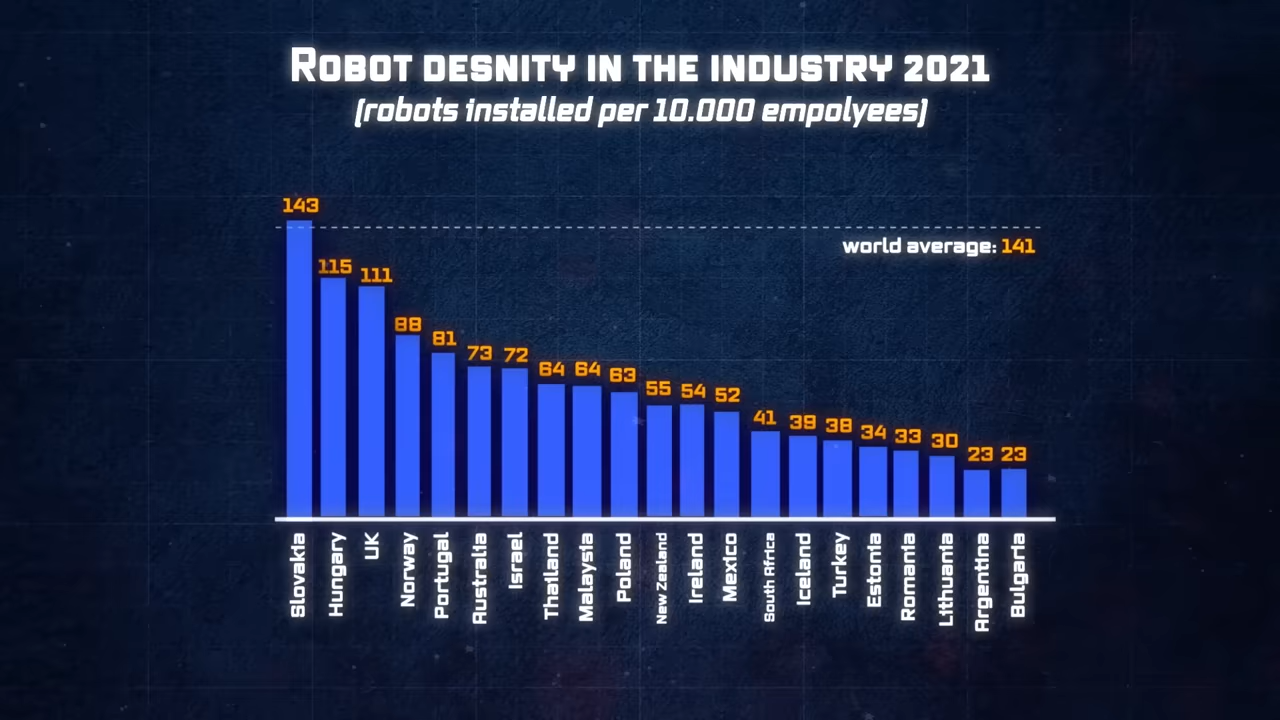 ROBOT DESNITY IN THE INDUSTRY 2021
(robots installed per 10.000 empolyees)
143
world average: 141
115
111
88
81
73
72
64
64
63
55
54
52
41
39
38
34
33
30
23
23
Slovakia
Hungary
UK
Norway
Portugal
Australia
Israel
Thailand
Malaysia
Poland
New Zealand
Ireland
Mexico
South Africa
Iceland
Turkey
Estonia
Romania
Lithuania
Argentina
Bulgaria